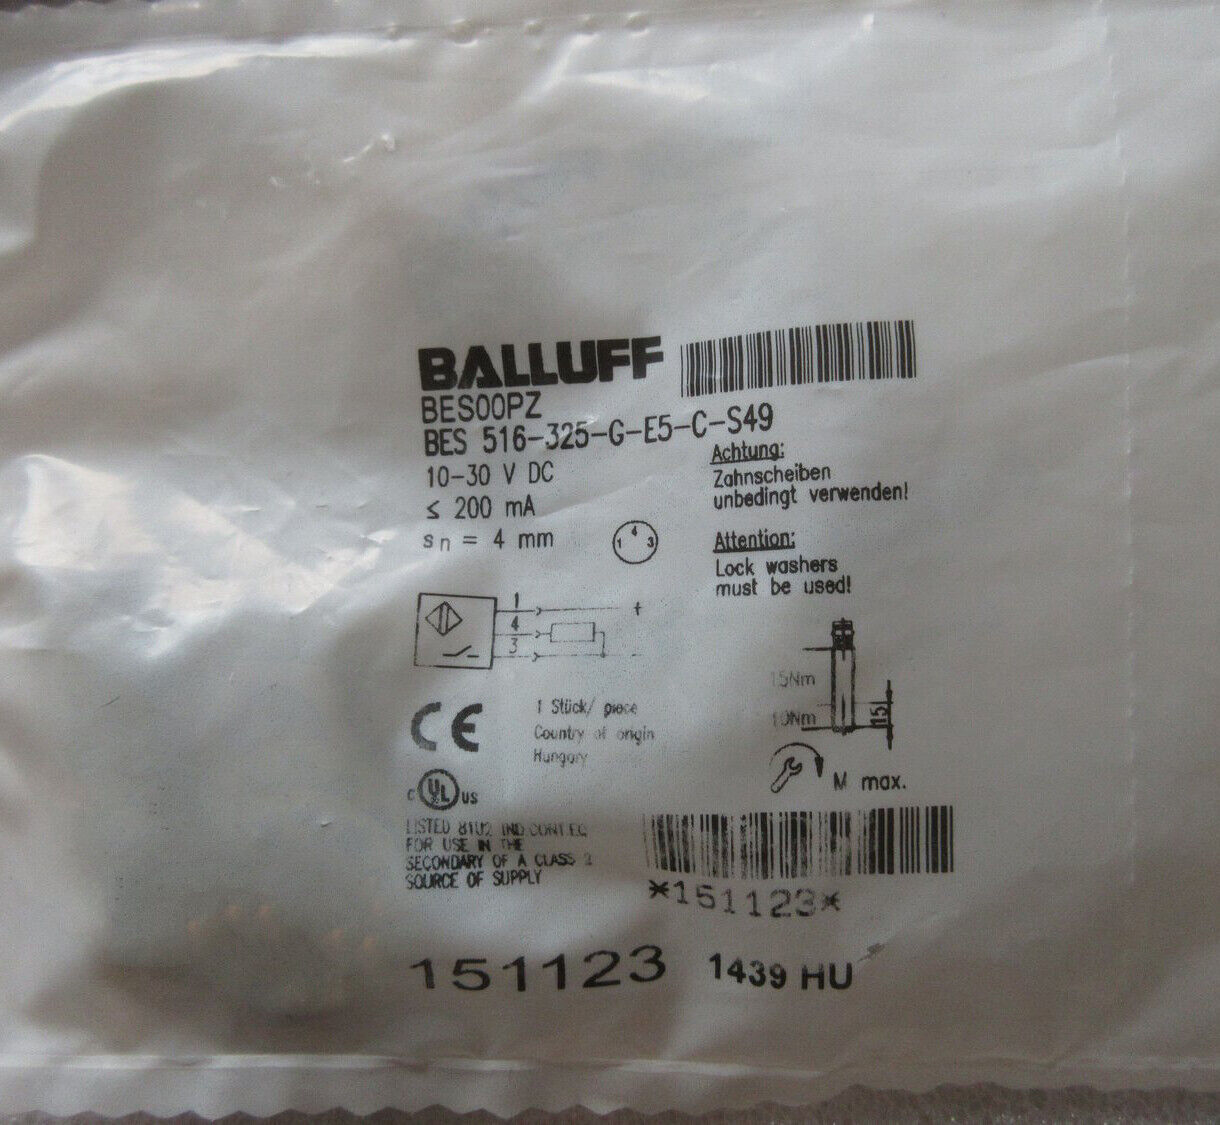 BALLUFF
BES00PZ
BES 516-325-G-E5-C-S49
10-30 V DC
≤ 200 mA
sn = 4 mm
1 4 3
Achtung:
Zahnscheiben
unbedingt verwenden!
Attention:
Lock washers
must be used!
1
4
3
+
-
15Nm
10Nm
15
M max.
CE
1 Stück/ piece
Country of origin
Hungary
c UL us
LISTED 81U2 IND.CONT.EQ
FOR USE IN THE
SECONDARY OF A CLASS 2
SOURCE OF SUPPLY
*151123*
151123
1439 HU